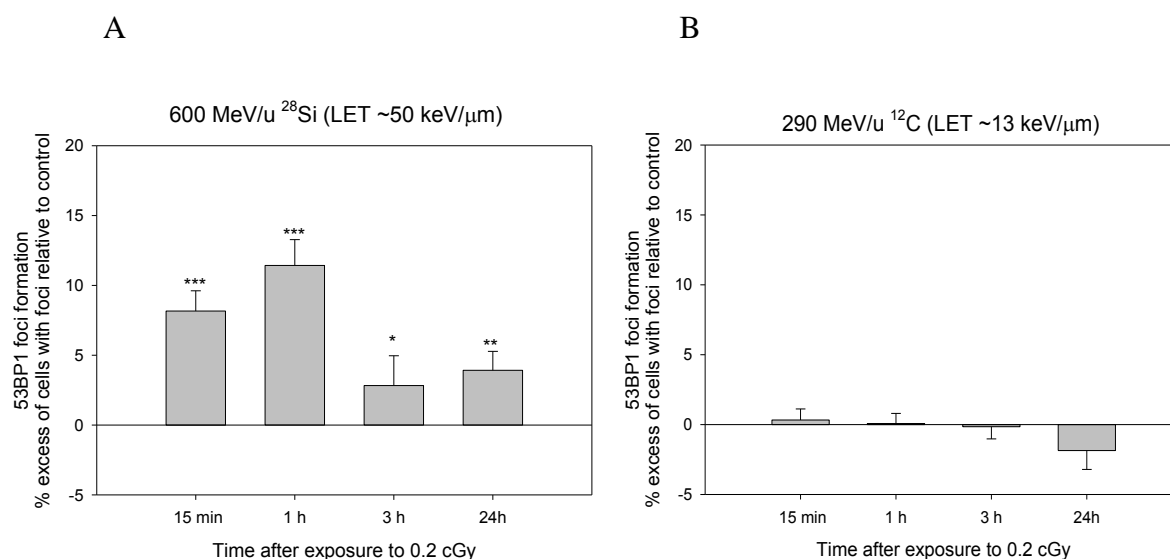 A
600 MeV/u ²⁸Si (LET ~50 keV/μm)
53BP1 foci formation
% excess of cells with foci relative to control
20
15
10
5
0
-5
***
***
*
**
15 min
1 h
3 h
24h
Time after exposure to 0.2 cGy
B
290 MeV/u ¹²C (LET ~13 keV/μm)
53BP1 foci formation
% excess of cells with foci relative to control
20
15
10
5
0
-5
15 min
1 h
3 h
24h
Time after exposure to 0.2 cGy